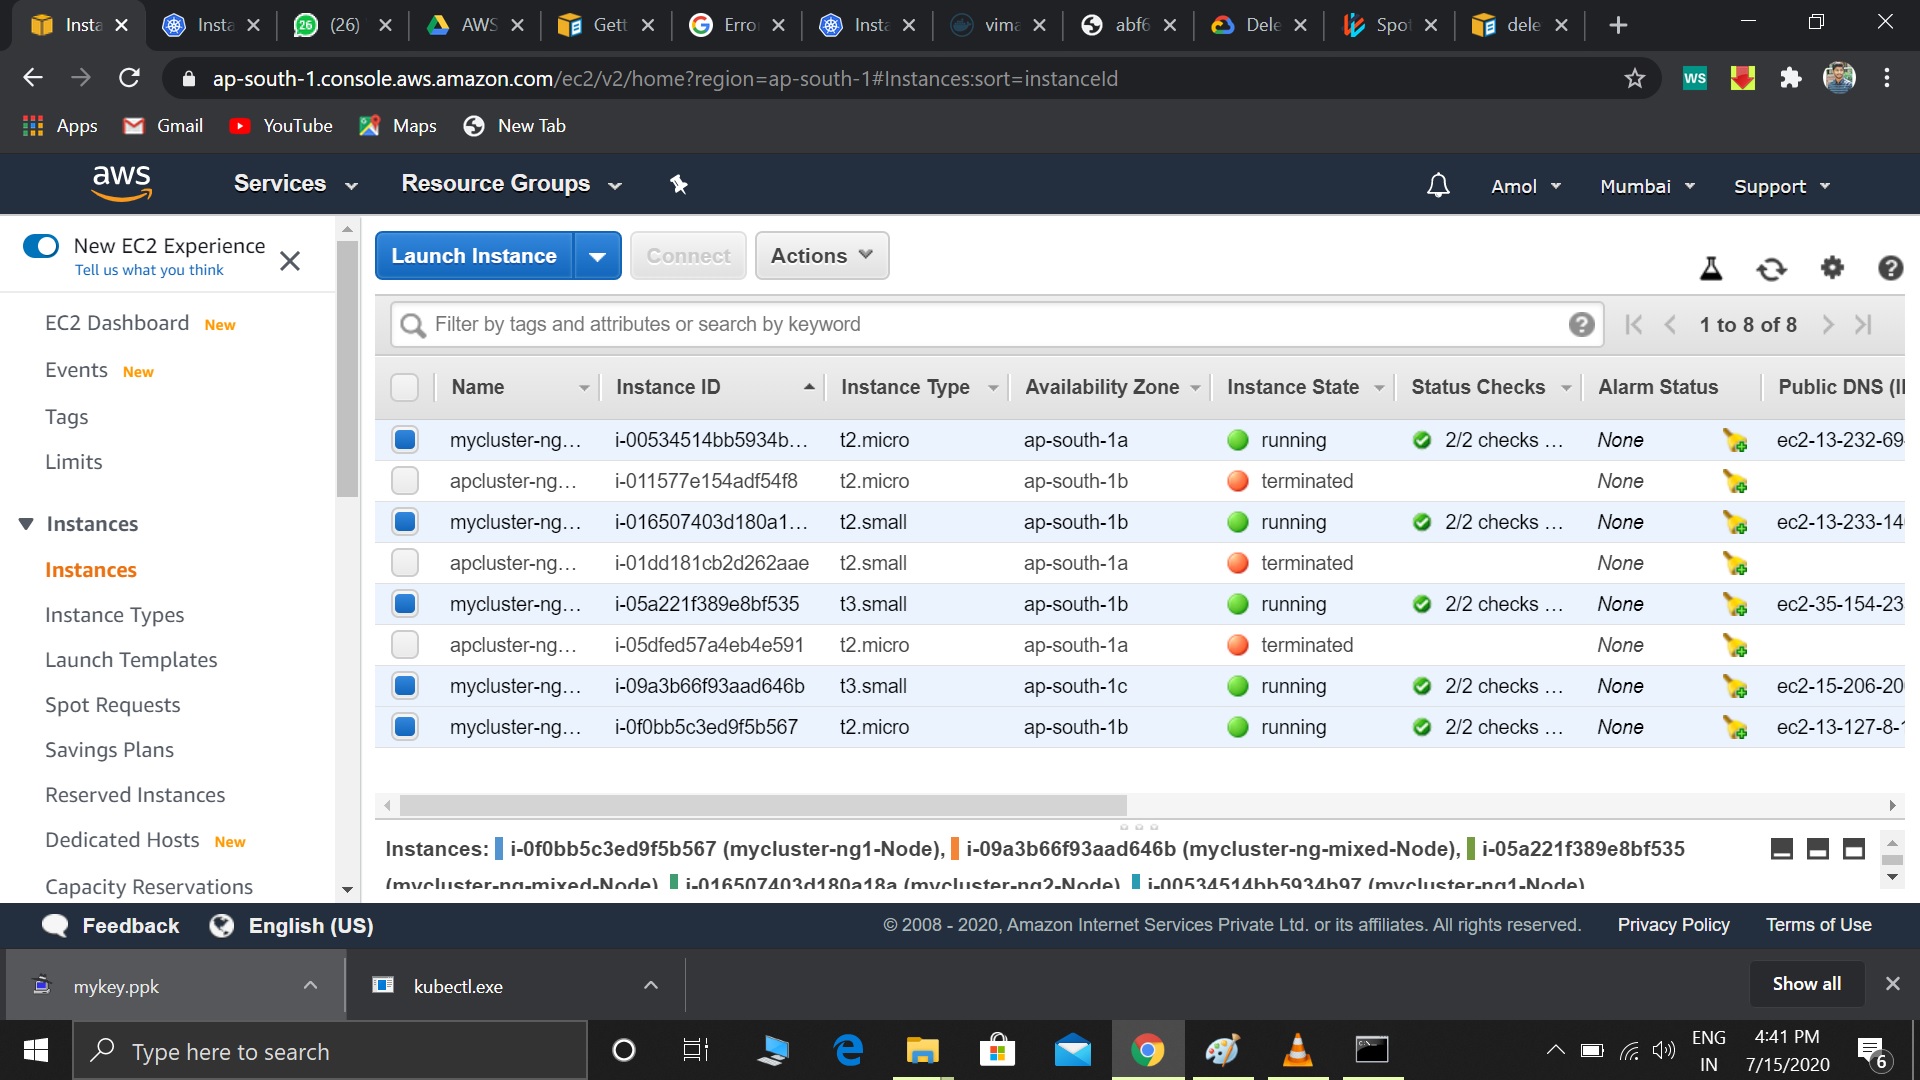 Insta
Insta
(26)
AWS
Gett
Erro
Insta
vima
abf6
Dele
Spot
dele
ap-south-1.console.aws.amazon.com/ec2/v2/home?region=ap-south-1#Instances:sort=instanceId
WS
Apps Gmail YouTube Maps New Tab
aws Services Resource Groups Amol Mumbai Support
New EC2 Experience
Tell us what you think
EC2 Dashboard New
Events New
Tags
Limits
Instances
Instances
Instance Types
Launch Templates
Spot Requests
Savings Plans
Reserved Instances
Dedicated Hosts New
Capacity Reservations
Launch Instance Connect Actions
Filter by tags and attributes or search by keyword 1 to 8 of 8
Name Instance ID Instance Type Availability Zone Instance State Status Checks Alarm Status Public DNS (I
mycluster-ng... i-00534514bb5934b... t2.micro ap-south-1a running 2/2 checks ... None ec2-13-232-69
apcluster-ng... i-011577e154adf54f8 t2.micro ap-south-1b terminated None
mycluster-ng... i-016507403d180a1... t2.small ap-south-1b running 2/2 checks ... None ec2-13-233-14
apcluster-ng... i-01dd181cb2d262aae t2.small ap-south-1a terminated None
mycluster-ng... i-05a221f389e8bf535 t3.small ap-south-1b running 2/2 checks ... None ec2-35-154-23
apcluster-ng... i-05dfed57a4eb4e591 t2.micro ap-south-1a terminated None
mycluster-ng... i-09a3b66f93aad646b t3.small ap-south-1c running 2/2 checks ... None ec2-15-206-20
mycluster-ng... i-0f0bb5c3ed9f5b567 t2.micro ap-south-1b running 2/2 checks ... None ec2-13-127-8-1
Instances: i-0f0bb5c3ed9f5b567 (mycluster-ng1-Node), i-09a3b66f93aad646b (mycluster-ng-mixed-Node), i-05a221f389e8bf535
(mycluster-ng-mixed-Node), i-016507403d180a18a (mycluster-ng2-Node), i-00534514bb5934b97 (mycluster-ng1-Node)
Feedback English (US) © 2008 - 2020, Amazon Internet Services Private Ltd. or its affiliates. All rights reserved. Privacy Policy Terms of Use
mykey.ppk kubectl.exe Show all
Type here to search
ENG
IN
4:41 PM
7/15/2020
6